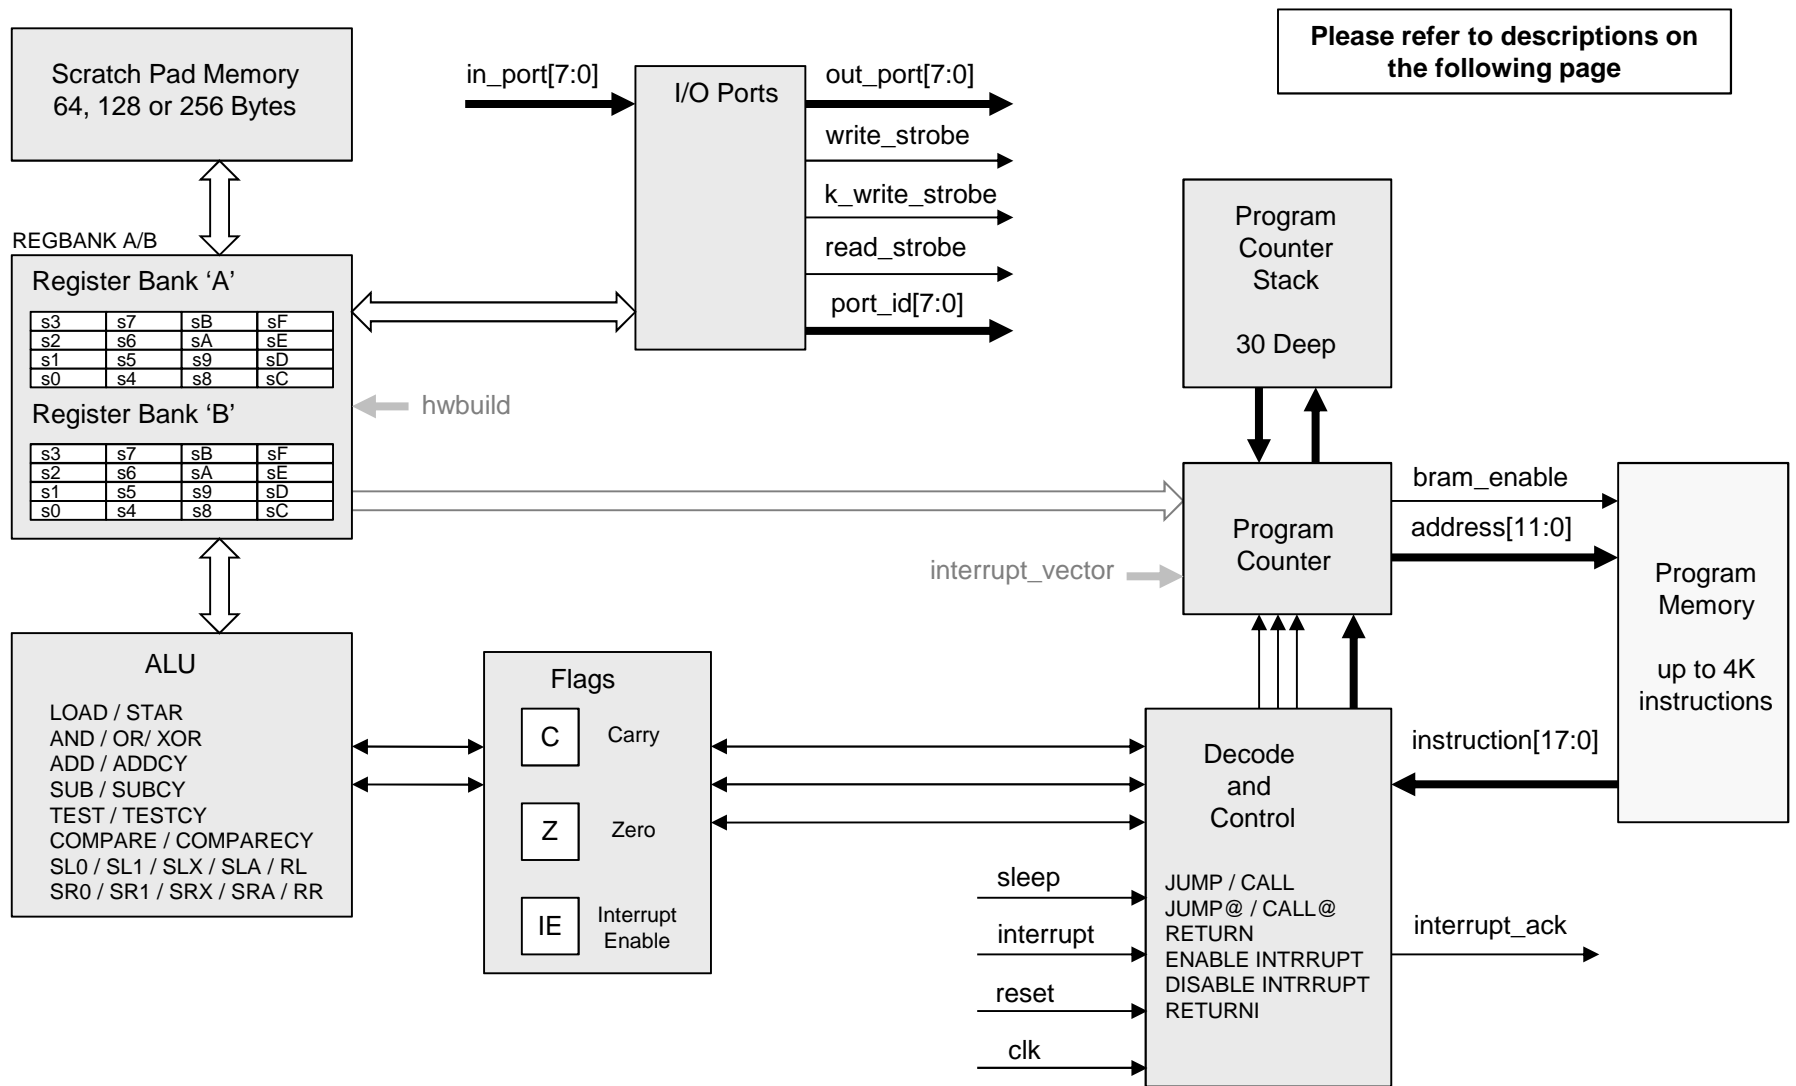 Please refer to descriptions on
the following page
Scratch Pad Memory
64, 128 or 256 Bytes
in_port[7:0]
I/O Ports
out_port[7:0]
write_strobe
k_write_strobe
read_strobe
port_id[7:0]
REGBANK A/B
Register Bank ‘A’
s3 s7 sB sF
s2 s6 sA sE
s1 s5 s9 sD
s0 s4 s8 sC
hwbuild
Register Bank ‘B’
s3 s7 sB sF
s2 s6 sA sE
s1 s5 s9 sD
s0 s4 s8 sC
Program
Counter
Stack
30 Deep
Program
Counter
interrupt_vector
bram_enable
address[11:0]
Program
Memory
up to 4K
instructions
instruction[17:0]
ALU
LOAD / STAR
AND / OR/ XOR
ADD / ADDCY
SUB / SUBCY
TEST / TESTCY
COMPARE / COMPARECY
SL0 / SL1 / SLX / SLA / RL
SR0 / SR1 / SRX / SRA / RR
Flags
C Carry
Z Zero
IE Interrupt
Enable
Decode
and
Control
JUMP / CALL
JUMP@ / CALL@
RETURN
ENABLE INTRRUPT
DISABLE INTRRUPT
RETURNI
sleep
interrupt
reset
clk
interrupt_ack